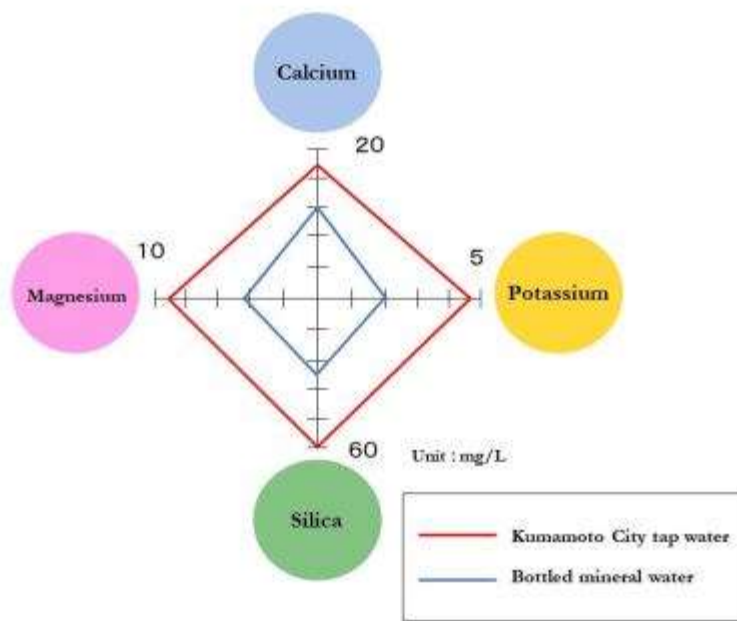 Calcium
20
10
5
Magnesium
Potassium
60
Unit : mg/L
Silica
Kumamoto City tap water
Bottled mineral water